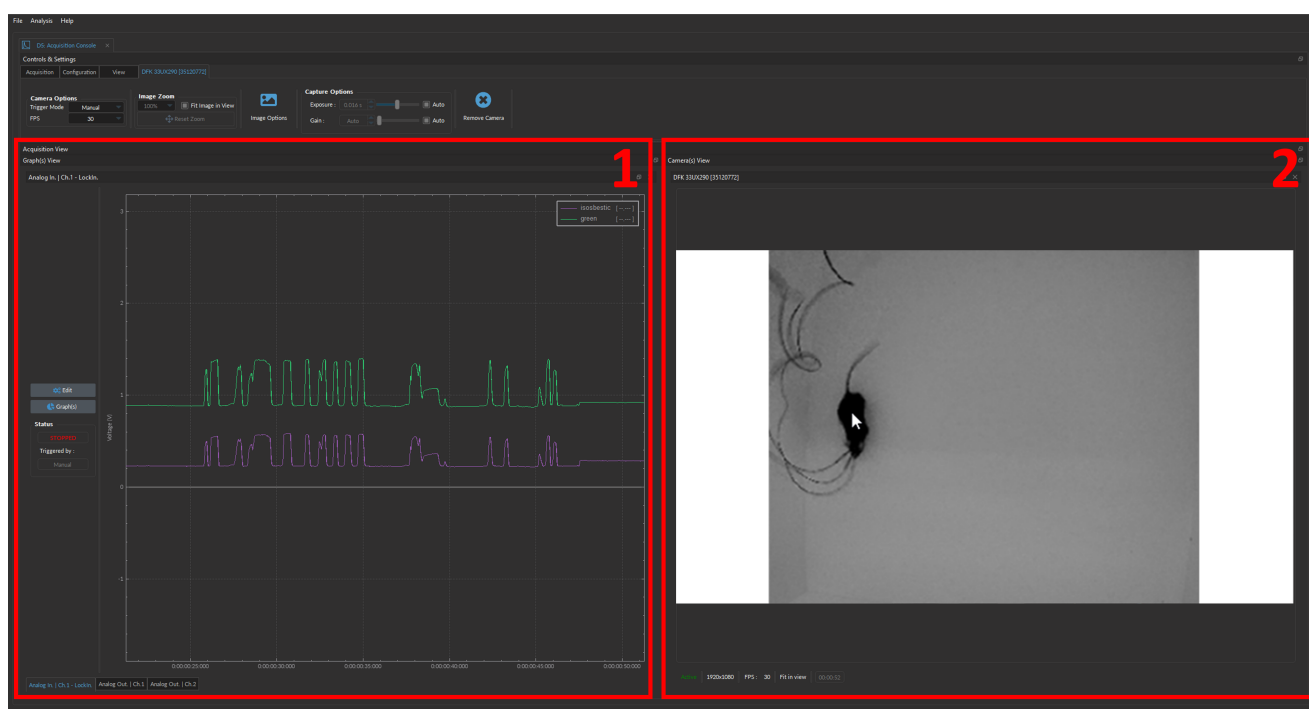 File Analysis Help
DS: Acquisition Console
Controls & Settings
Acquisition Configuration View DFK 33UX290 [35120772]
Camera Options
Trigger Mode Manual
FPS 30
Image Zoom
100% Fit Image in View
Reset Zoom
Image Options
Capture Options
Exposure : 0.016 s Auto
Gain : Auto Auto
Remove Camera
Acquisition View
Graph(s) View
1
Analog In. | Ch.1 - LockIn.
isosbestic [--.---]
green [--.---]
3
2
1
0
-1
Voltage (V)
Edit
Graph(s)
Status
STOPPED
Triggered by :
Manual
0:00:00:25:000 0:00:00:30:000 0:00:00:35:000 0:00:00:40:000 0:00:00:45:000 0:00:00:50:000
Analog In. | Ch.1 - LockIn. Analog Out. | Ch.1 Analog Out. | Ch.2
Camera(s) View
2
DFK 33UX290 [35120772]
Active 1920x1080 FPS : 30 Fit in view 00:00:52